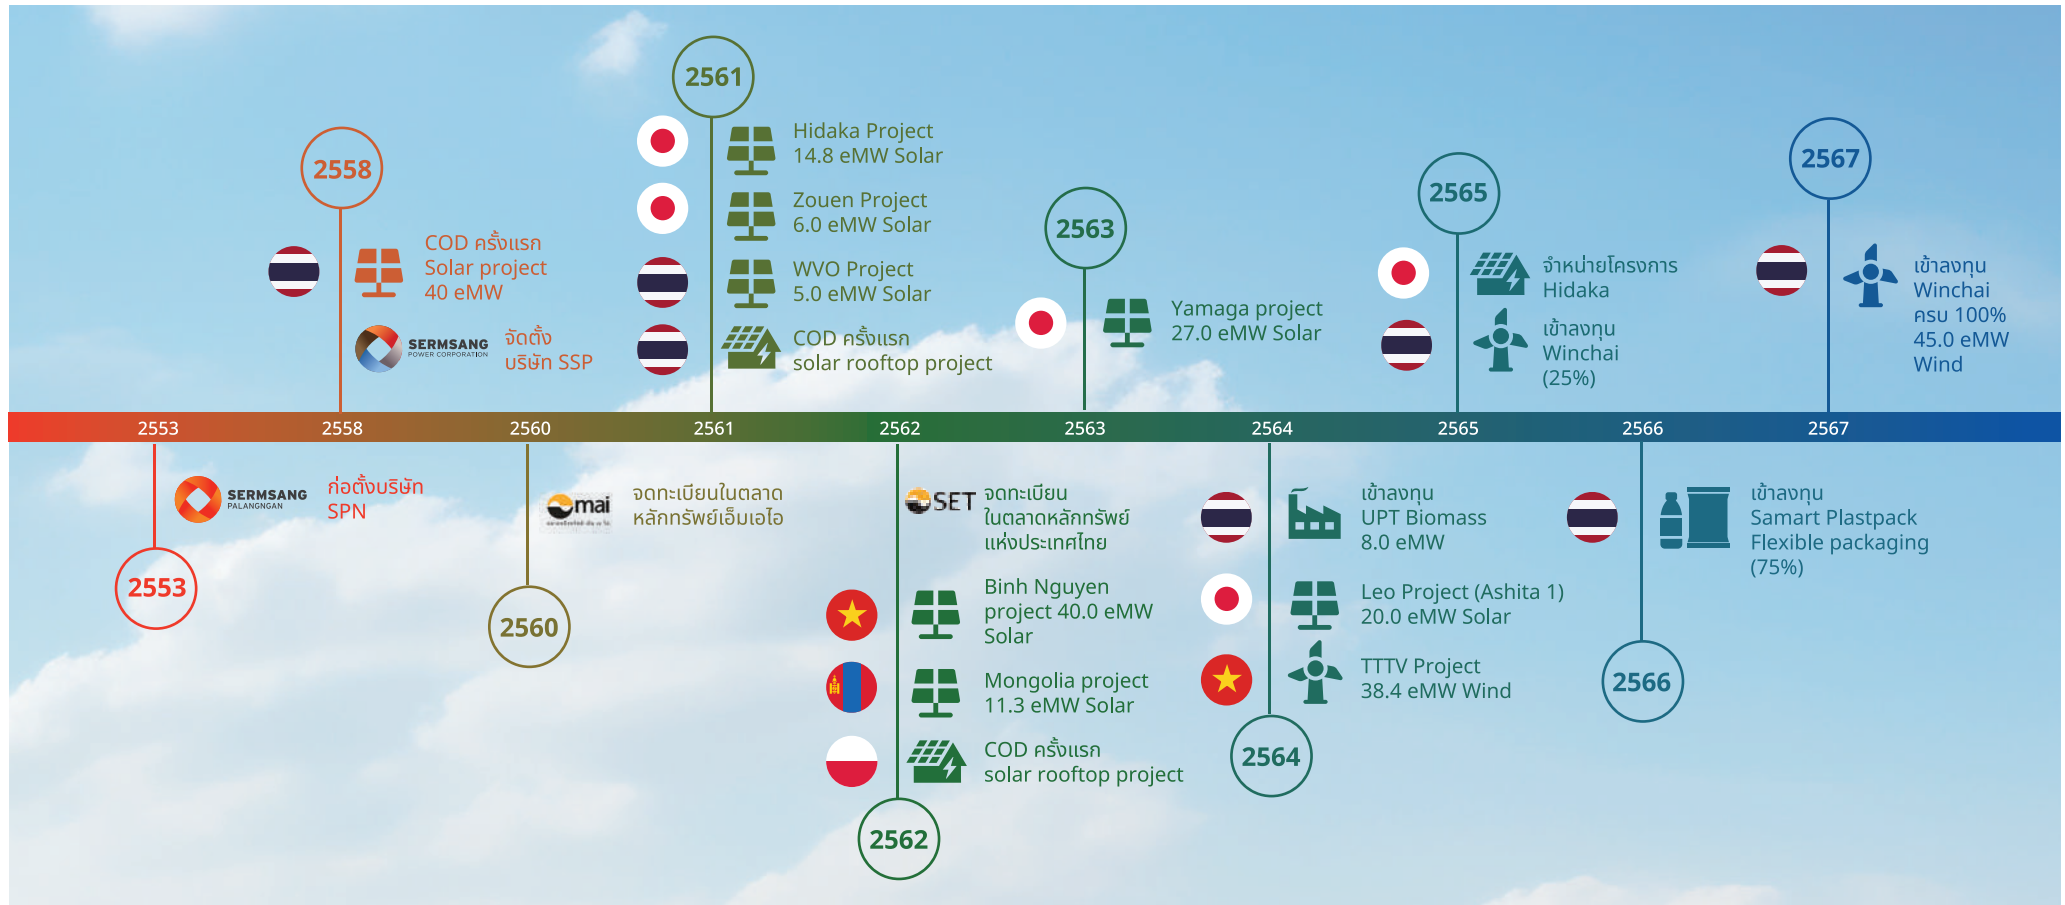 2561
Hidaka Project
14.8 eMW Solar
Zouen Project
6.0 eMW Solar
WVO Project
5.0 eMW Solar
COD ครั้งแรก
solar rooftop project
2558
COD ครั้งแรก
Solar project
40 eMW
SERMSANG
POWER CORPORATION
จัดตั้ง
บริษัท SSP
2563
Yamaga project
27.0 eMW Solar
2565
จำหน่ายโครงการ
Hidaka
เข้าลงทุน
Winchai
(25%)
2567
เข้าลงทุน
Winchai
ครบ 100%
45.0 eMW
Wind
2553 2558 2560 2561 2562 2563 2564 2565 2566 2567
SERMSANG
PALANGNGAN
ก่อตั้งบริษัท
SPN
2553
mai
จดทะเบียนในตลาด
หลักทรัพย์เอ็มเอไอ
2560
SET
จดทะเบียน
ในตลาดหลักทรัพย์
แห่งประเทศไทย
Binh Nguyen
project 40.0 eMW
Solar
Mongolia project
11.3 eMW Solar
COD ครั้งแรก
solar rooftop project
2562
เข้าลงทุน
UPT Biomass
8.0 eMW
Leo Project (Ashita 1)
20.0 eMW Solar
TTTV Project
38.4 eMW Wind
2564
เข้าลงทุน
Samart Plastpack
Flexible packaging
(75%)
2566